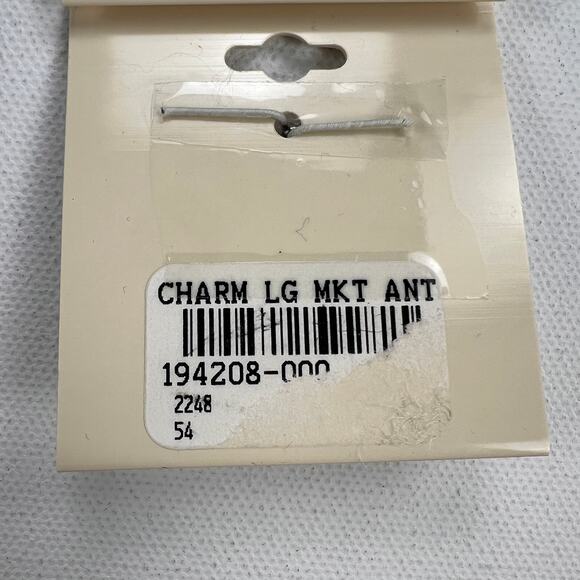 CHARM LG MKT ANT
194208-000
2248
54